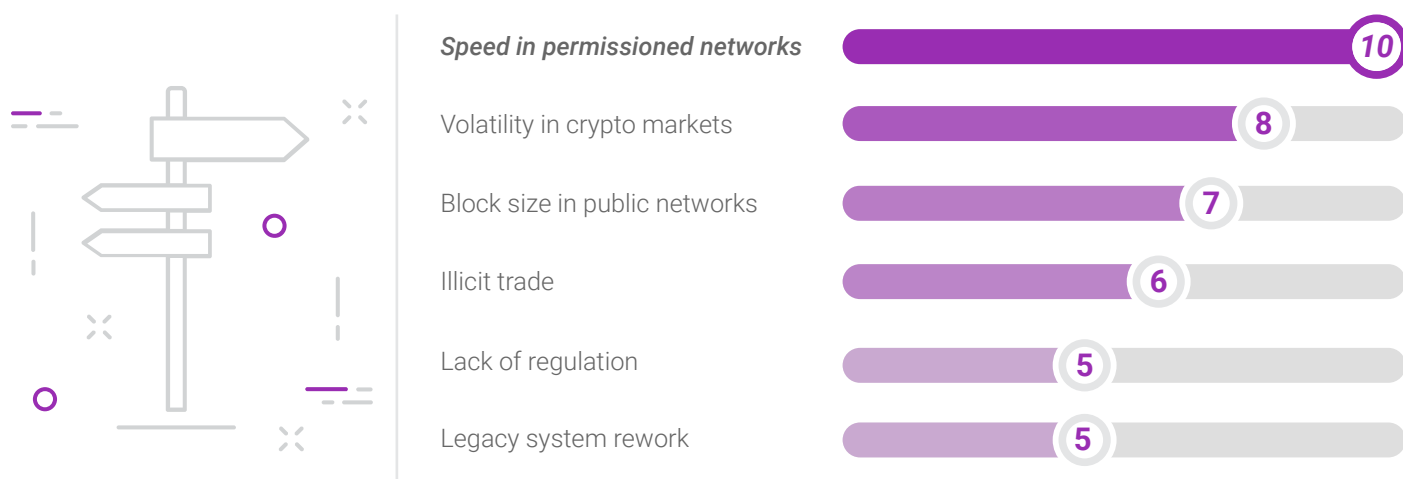 Speed in permissioned networks 10
Volatility in crypto markets 8
Block size in public networks 7
Illicit trade 6
Lack of regulation 5
Legacy system rework 5